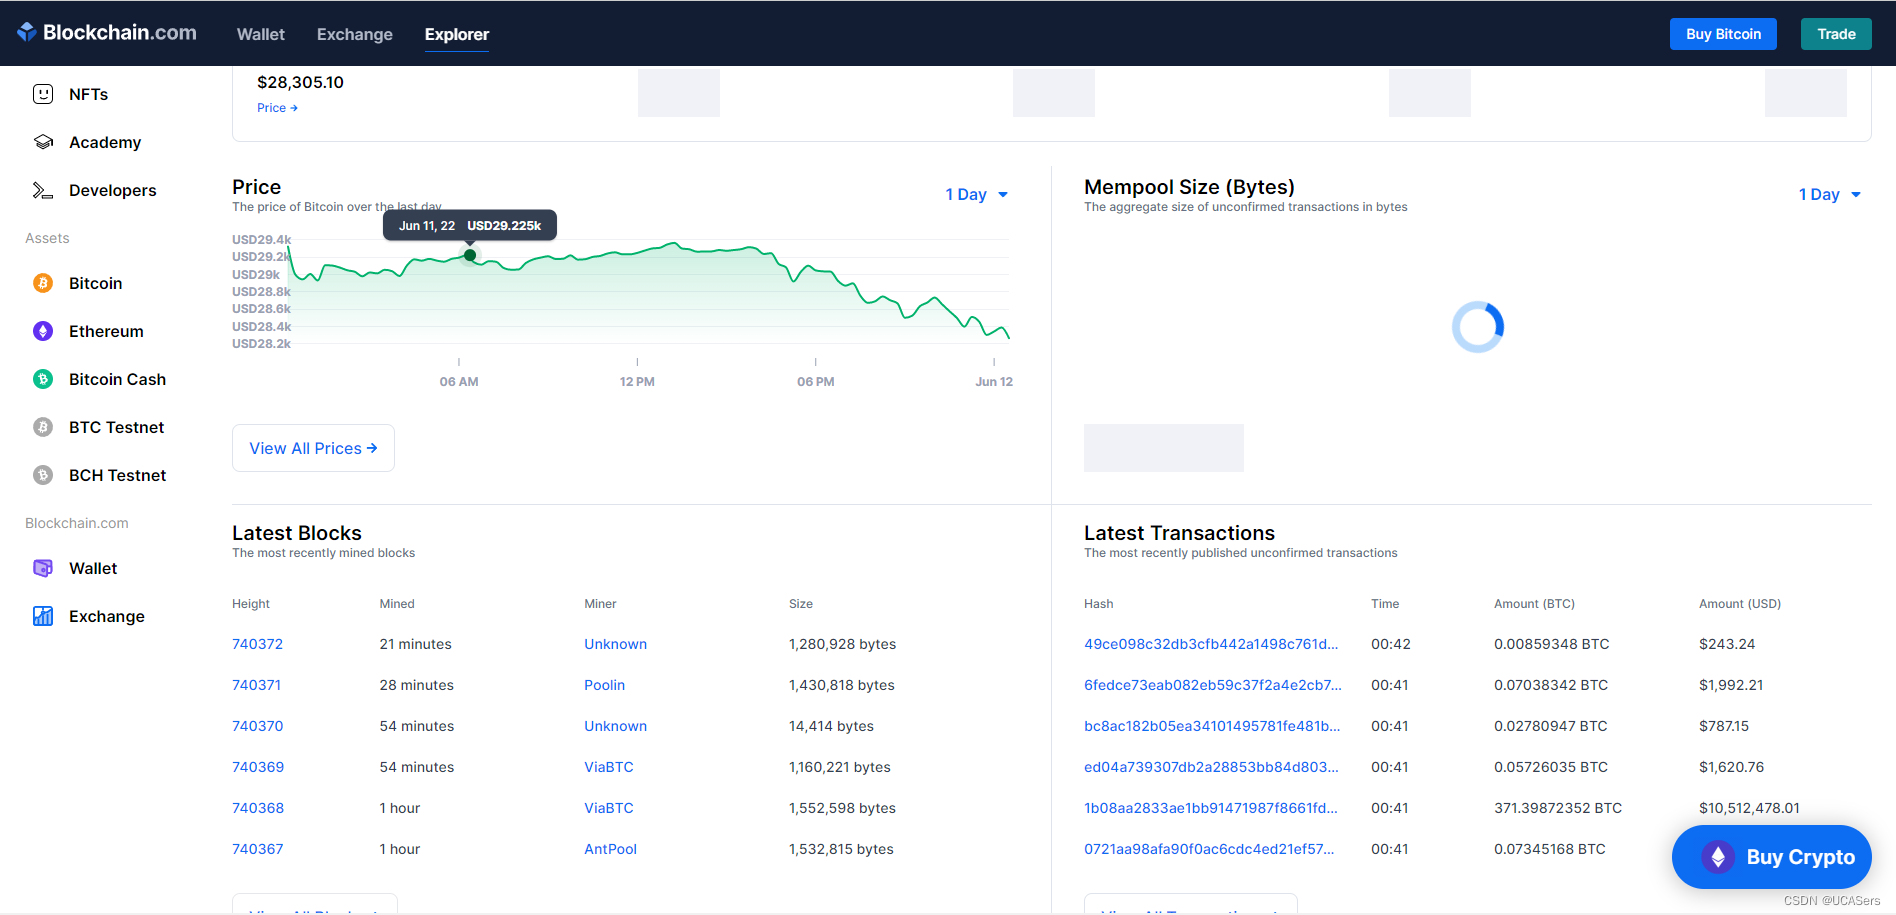 Blockchain.com
Wallet
Exchange
Explorer
Buy Bitcoin
Trade
NFTs
Academy
Developers
Assets
Bitcoin
Ethereum
Bitcoin Cash
BTC Testnet
BCH Testnet
Blockchain.com
Wallet
Exchange
$28,305.10
Price →
Price
The price of Bitcoin over the last day
1 Day
Jun 11, 22 USD29.225k
USD29.4k
USD29.2k
USD29k
USD28.8k
USD28.6k
USD28.4k
USD28.2k
06 AM
12 PM
06 PM
Jun 12
View All Prices →
Mempool Size (Bytes)
The aggregate size of unconfirmed transactions in bytes
1 Day
Latest Blocks
The most recently mined blocks
Height Mined Miner Size
740372 21 minutes Unknown 1,280,928 bytes
740371 28 minutes Poolin 1,430,818 bytes
740370 54 minutes Unknown 14,414 bytes
740369 54 minutes ViaBTC 1,160,221 bytes
740368 1 hour ViaBTC 1,552,598 bytes
740367 1 hour AntPool 1,532,815 bytes
Latest Transactions
The most recently published unconfirmed transactions
Hash Time Amount (BTC) Amount (USD)
49ce098c32db3cfb442a1498c761d... 00:42 0.00859348 BTC $243.24
6fedce73eab082eb59c37f2a4e2cb7... 00:41 0.07038342 BTC $1,992.21
bc8ac182b05ea34101495781fe481b... 00:41 0.02780947 BTC $787.15
ed04a739307db2a28853bb84d803... 00:41 0.05726035 BTC $1,620.76
1b08aa2833ae1bb91471987f8661fd... 00:41 371.39872352 BTC $10,512,478.01
0721aa98afa90f0ac6cdc4ed21ef57... 00:41 0.07345168 BTC
Buy Crypto
CSDN @UCASers